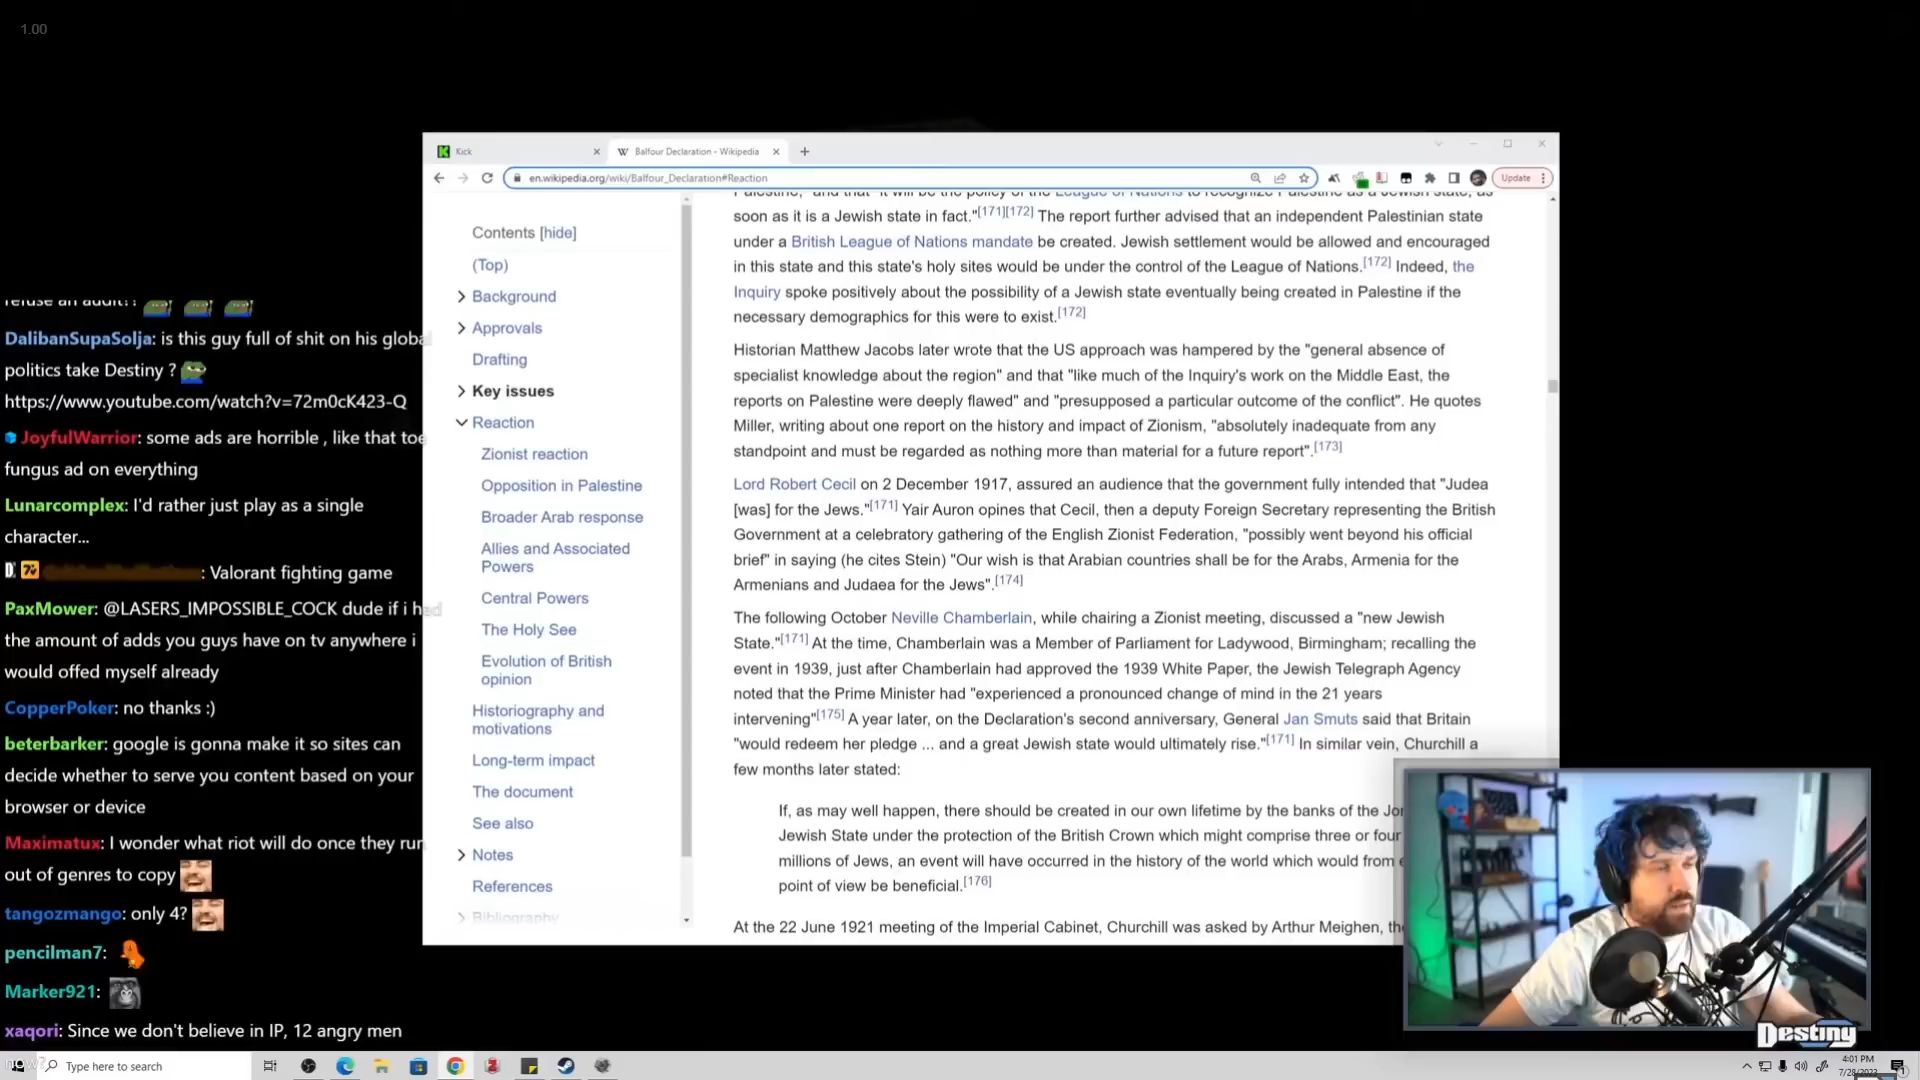 1.00
Kick
Balfour Declaration - Wikipedia
en.wikipedia.org/wiki/Balfour_Declaration#Reaction
Update
Contents [hide]
(Top)
Background
Approvals
Drafting
Key issues
Reaction
Zionist reaction
Opposition in Palestine
Broader Arab response
Allies and Associated
Powers
Central Powers
The Holy See
Evolution of British
opinion
Historiography and
motivations
Long-term impact
The document
See also
Notes
References
Bibliography
Palestine," and that "it will be the policy of the League of Nations to recognize Palestine as a Jewish state, as
soon as it is a Jewish state in fact."[171][172] The report further advised that an independent Palestinian state
under a British League of Nations mandate be created. Jewish settlement would be allowed and encouraged
in this state and this state's holy sites would be under the control of the League of Nations.[172] Indeed, the
Inquiry spoke positively about the possibility of a Jewish state eventually being created in Palestine if the
necessary demographics for this were to exist.[172]
Historian Matthew Jacobs later wrote that the US approach was hampered by the "general absence of
specialist knowledge about the region" and that "like much of the Inquiry's work on the Middle East, the
reports on Palestine were deeply flawed" and "presupposed a particular outcome of the conflict". He quotes
Miller, writing about one report on the history and impact of Zionism, "absolutely inadequate from any
standpoint and must be regarded as nothing more than material for a future report".[173]
Lord Robert Cecil on 2 December 1917, assured an audience that the government fully intended that "Judea
[was] for the Jews."[171] Yair Auron opines that Cecil, then a deputy Foreign Secretary representing the British
Government at a celebratory gathering of the English Zionist Federation, "possibly went beyond his official
brief" in saying (he cites Stein) "Our wish is that Arabian countries shall be for the Arabs, Armenia for the
Armenians and Judaea for the Jews".[174]
The following October Neville Chamberlain, while chairing a Zionist meeting, discussed a "new Jewish
State."[171] At the time, Chamberlain was a Member of Parliament for Ladywood, Birmingham; recalling the
event in 1939, just after Chamberlain had approved the 1939 White Paper, the Jewish Telegraph Agency
noted that the Prime Minister had "experienced a pronounced change of mind in the 21 years
intervening"[175] A year later, on the Declaration's second anniversary, General Jan Smuts said that Britain
"would redeem her pledge ... and a great Jewish state would ultimately rise."[171] In similar vein, Churchill a
few months later stated:
If, as may well happen, there should be created in our own lifetime by the banks of the
Jewish State under the protection of the British Crown which might comprise three or four
millions of Jews, an event will have occurred in the history of the world which would from
point of view be beneficial.[176]
At the 22 June 1921 meeting of the Imperial Cabinet, Churchill was asked by Arthur Meighen,
refuse an audit!!
DalibanSupaSolja: is this guy full of shit on his global
politics take Destiny ?
https://www.youtube.com/watch?v=72m0cK423-Q
JoyfulWarrior: some ads are horrible , like that toe
fungus ad on everything
Lunarcomplex: I'd rather just play as a single
character...
: Valorant fighting game
PaxMower: @LASERS_IMPOSSIBLE_COCK dude if i had
the amount of adds you guys have on tv anywhere i
would offed myself already
CopperPoker: no thanks :)
beterbarker: google is gonna make it so sites can
decide whether to serve you content based on your
browser or device
Maximatux: I wonder what riot will do once they run
out of genres to copy
tangozmango: only 4?
pencilman7:
Marker921:
xaqori: Since we don't believe in IP, 12 angry men
Destiny
Type here to search
4:01 PM